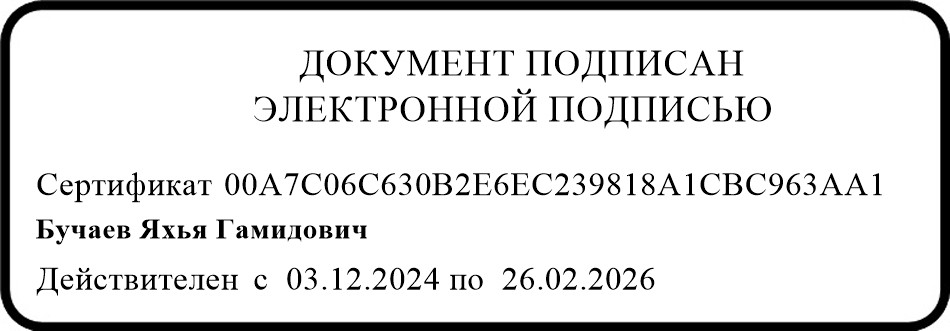 ДОКУМЕНТ ПОДПИСАН
ЭЛЕКТРОННОЙ ПОДПИСЬЮ
Сертификат 00A7C06C630B2E6EC239818A1CBC963AA1
Бучаев Яхья Гамидович
Действителен с 03.12.2024 по 26.02.2026